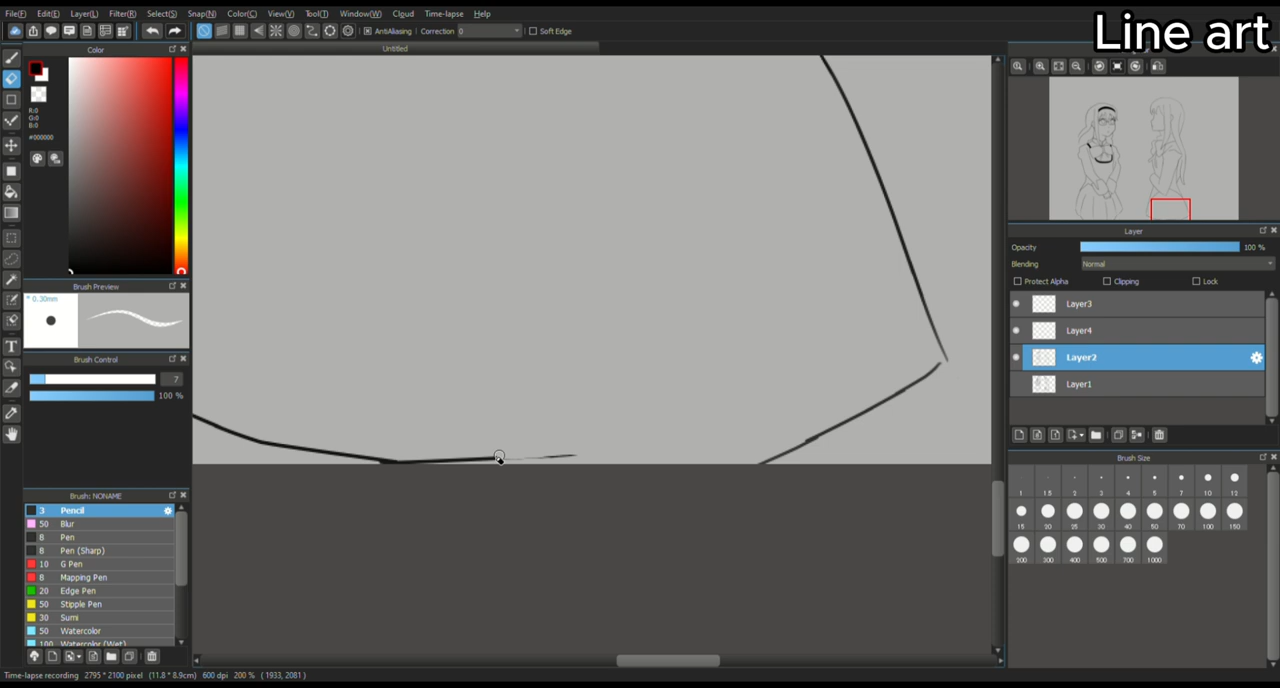 Line art
File(F) Edit(E) Layer(L) Filter(R) Select(S) Snap(N) Color(C) View(V) Tool(T) Window(W) Cloud Time-lapse Help
AntiAliasing Correction 0 Soft Edge
Color
Untitled
R:0
G:0
B:0
#000000
Brush Preview
* 0.30mm
Brush Control
7
100 %
Brush: NONAME
3 Pencil
50 Blur
8 Pen
8 Pen (Sharp)
10 G Pen
8 Mapping Pen
20 Edge Pen
50 Stipple Pen
30 Sumi
50 Watercolor
100 Watercolor (Wet)
Layer
Opacity 100 %
Blending Normal
Protect Alpha Clipping Lock
Layer3
Layer4
Layer2
Layer1
Brush Size
1 1.5 2 3 4 5 7 10 12
15 20 25 30 40 50 70 100 150
200 300 400 500 700 1000
Time-lapse recording 2795 * 2100 pixel (11.8 * 8.9cm) 600 dpi 200 % ( 1933, 2081 )